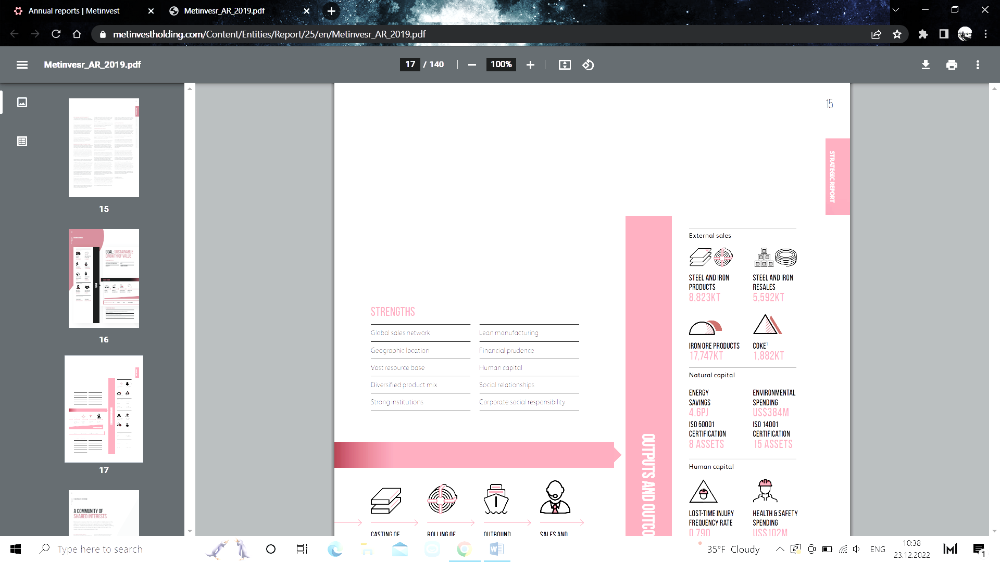 Annual reports | Metinvest
Metinvesr_AR_2019.pdf
metinvestholding.com/Content/Entities/Report/25/en/Metinvesr_AR_2019.pdf
Metinvesr_AR_2019.pdf
17 / 140
100%
15
16
GOAL: SUSTAINABLE
GROWTH OF VALUE
17
A COMMUNITY OF
SHARED INTERESTS
15
STRATEGIC REPORT
STRENGTHS
Global sales network
Lean manufacturing
Geographic location
Financial prudence
Vast resource base
Human capital
Diversified product mix
Social relationships
Strong institutions
Corporate social responsibility
CASTING OF
ROLLING OF
OUTBOUND
SALES AND
OUTPUTS AND OUTCO
External sales
STEEL AND IRON
PRODUCTS
8,823KT
STEEL AND IRON
RESALES
5,592KT
IRON ORE PRODUCTS
17,747KT
COKE¹
1,882KT
Natural capital
ENERGY
SAVINGS
4.6PJ
ENVIRONMENTAL
SPENDING
US$384M
ISO 50001
CERTIFICATION
8 ASSETS
ISO 14001
CERTIFICATION
15 ASSETS
Human capital
LOST-TIME INJURY
FREQUENCY RATE
0.790
HEALTH & SAFETY
SPENDING
US$102M
Type here to search
35°F Cloudy
ENG
10:38
23.12.2022
1